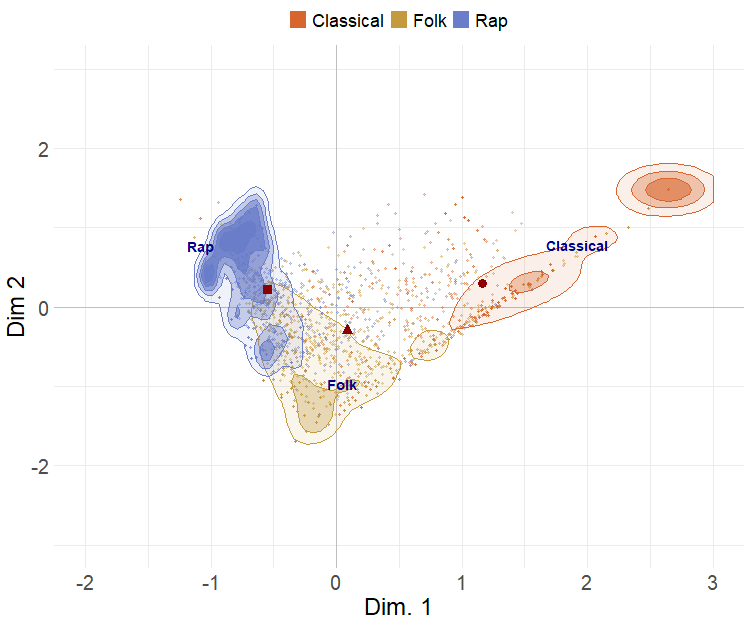 Classical Folk Rap
Dim 2
2
0
-2
Rap
Classical
Folk
-2 -1 0 1 2 3
Dim. 1